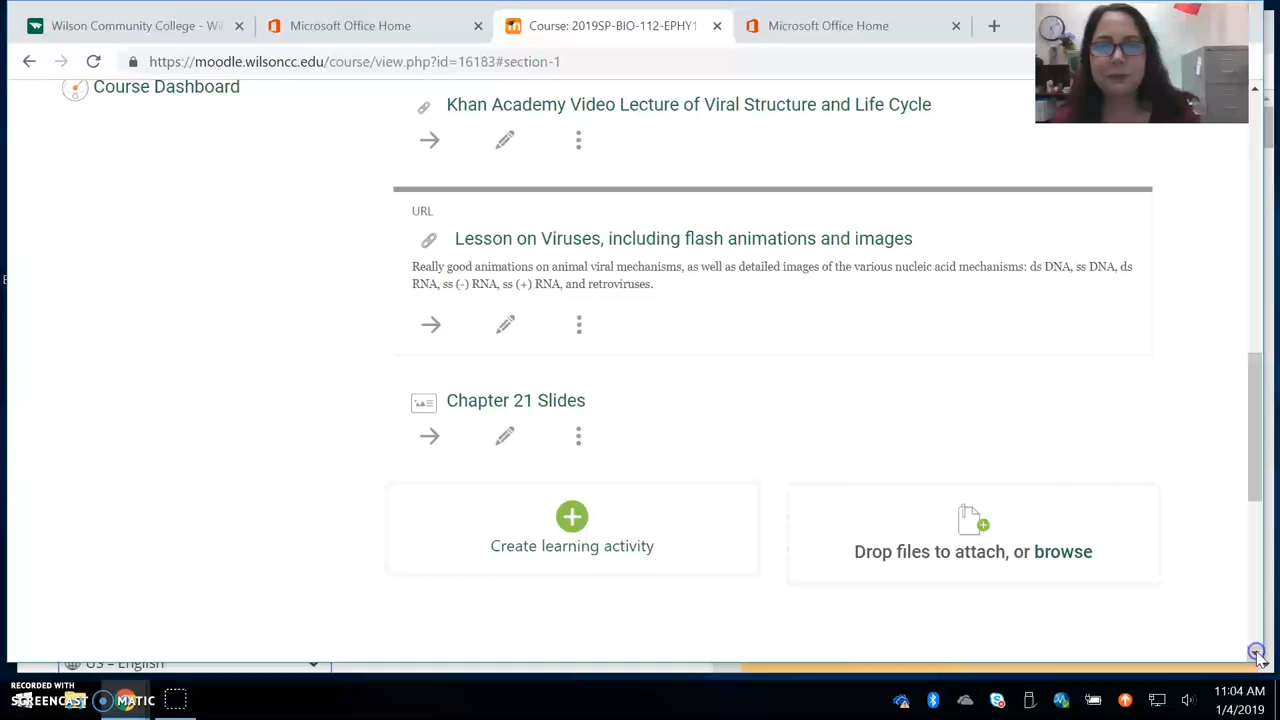 Wilson Community College - Wil
Microsoft Office Home
Course: 2019SP-BIO-112-EPHY1
Microsoft Office Home
https://moodle.wilsoncc.edu/course/view.php?id=16183#section-1
Course Dashboard
Khan Academy Video Lecture of Viral Structure and Life Cycle
URL
Lesson on Viruses, including flash animations and images
Really good animations on animal viral mechanisms, as well as detailed images of the various nucleic acid mechanisms: ds DNA, ss DNA, ds
RNA, ss (-) RNA, ss (+) RNA, and retroviruses.
Chapter 21 Slides
Create learning activity
Drop files to attach, or browse
US – English
RECORDED WITH
SCREENCAST MATIC
11:04 AM
1/4/2019